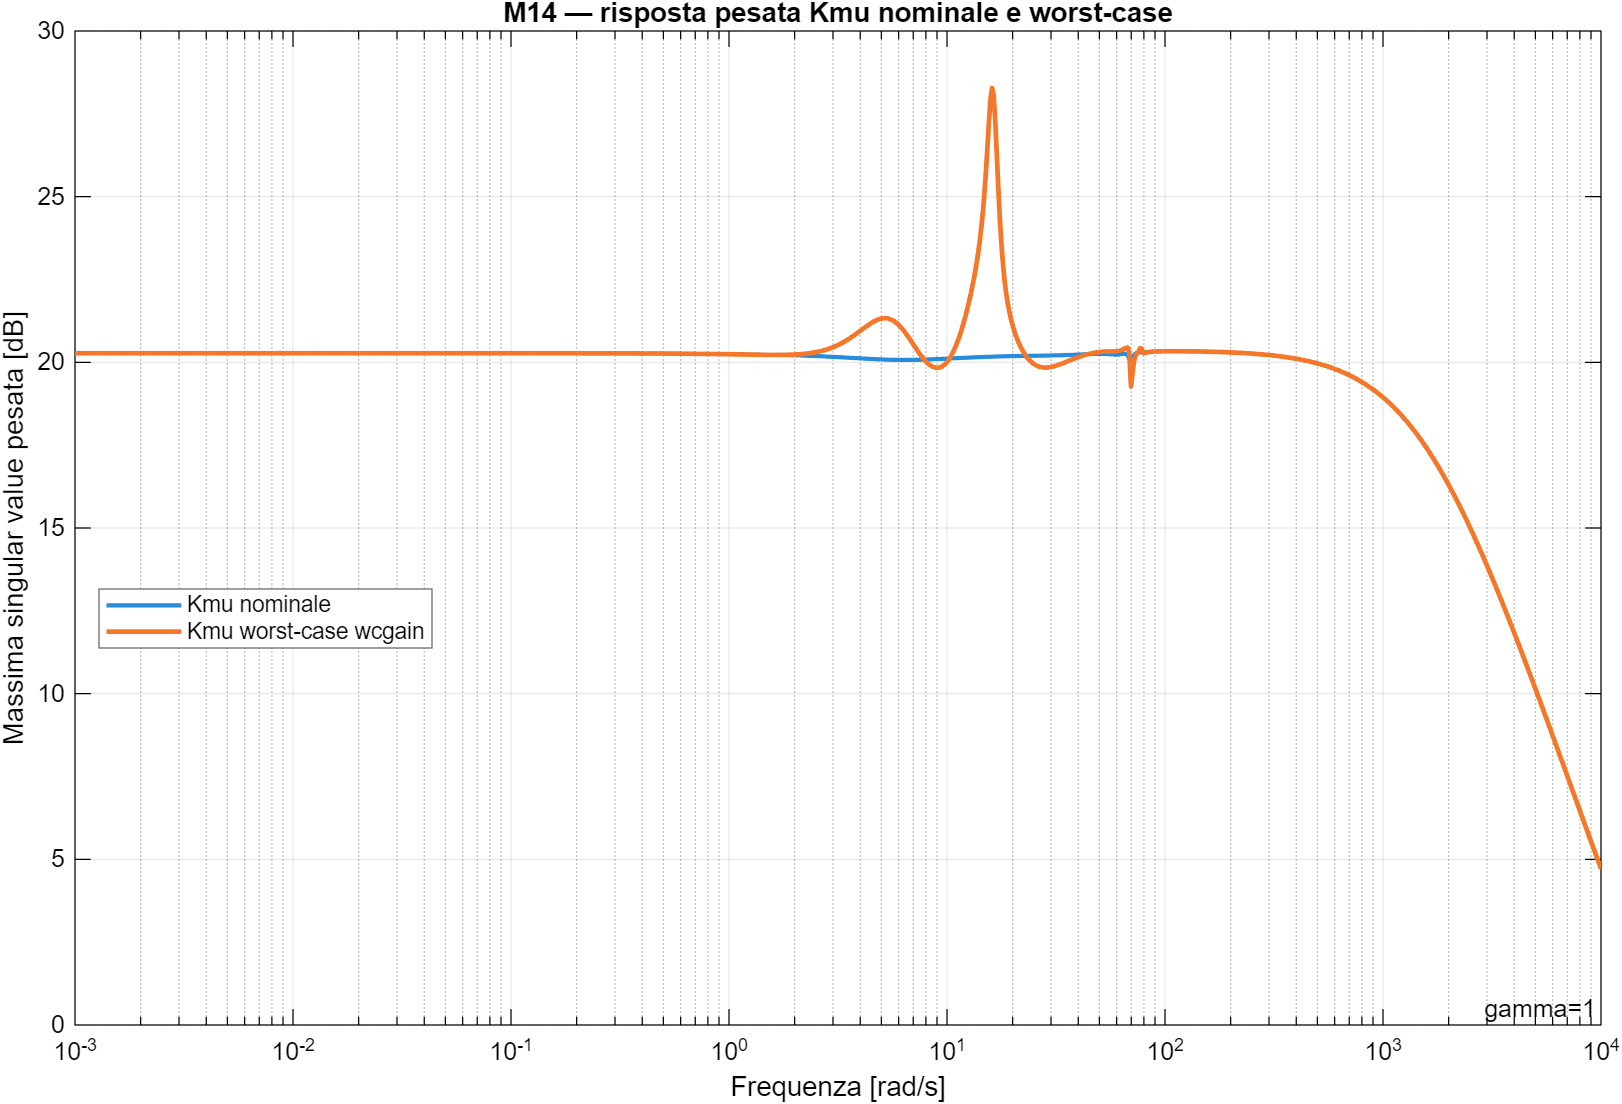 M14 — risposta pesata Kmu nominale e worst-case
Massima singular value pesata [dB]
30
25
20
15
10
5
0
Kmu nominale
Kmu worst-case wcgain
gamma=1
10-3 10-2 10-1 100 101 102 103 104
Frequenza [rad/s]